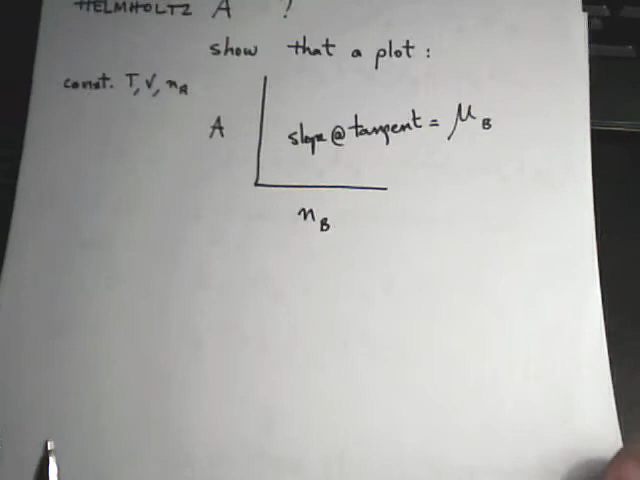 HELMHOLTZ A ?
show that a plot :
const. T, V, nA
A
slope @ tangent = μB
nB